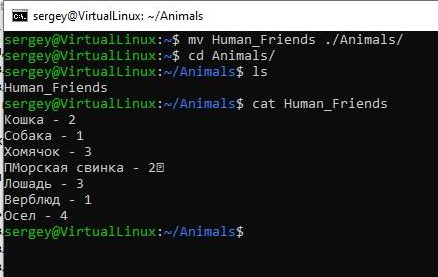 sergey@VirtualLinux: ~/Animals
sergey@VirtualLinux:~$ mv Human_Friends ./Animals/
sergey@VirtualLinux:~$ cd Animals/
sergey@VirtualLinux:~/Animals$ ls
Human_Friends
sergey@VirtualLinux:~/Animals$ cat Human_Friends
Кошка - 2
Собака - 1
Хомячок - 3
ПМорская свинка - 2
Лошадь - 3
Верблюд - 1
Осел - 4
sergey@VirtualLinux:~/Animals$